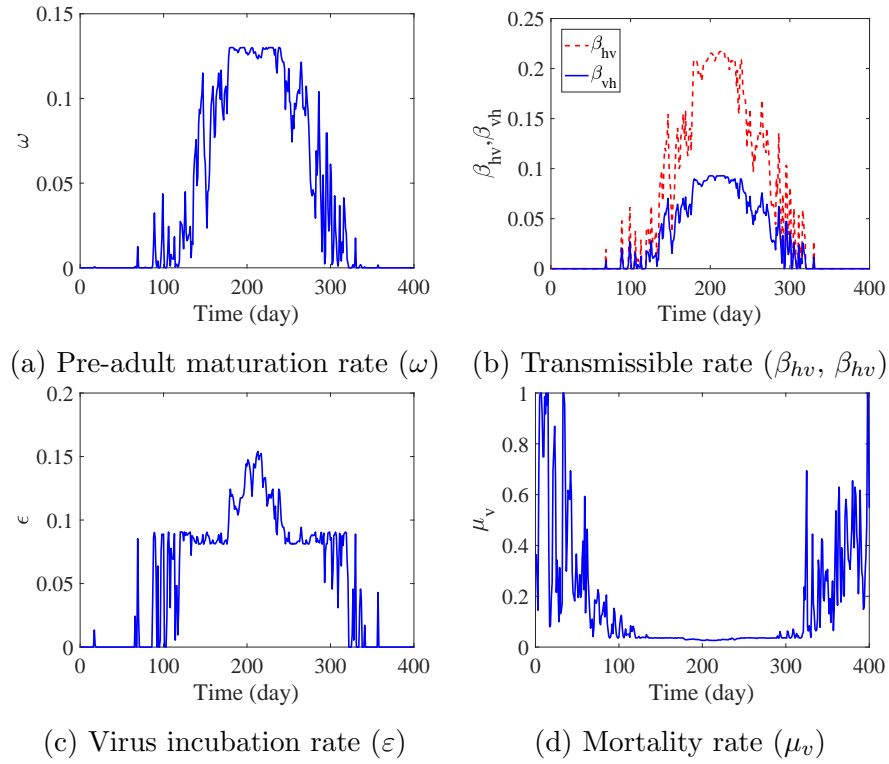 0.15
0.1
0.05
0
ω
0 100 200 300 400
Time (day)
(a) Pre-adult maturation rate (ω)
0.25
0.2
0.15
0.1
0.05
0
β_hv,β_vh
β_hv
β_vh
0 100 200 300 400
Time (day)
(b) Transmissible rate (β_hv, β_hv)
0.2
0.15
0.1
0.05
0
ϵ
0 100 200 300 400
Time (day)
(c) Virus incubation rate (ε)
1
0.8
0.6
0.4
0.2
0
μ_v
0 100 200 300 400
Time (day)
(d) Mortality rate (μ_v)